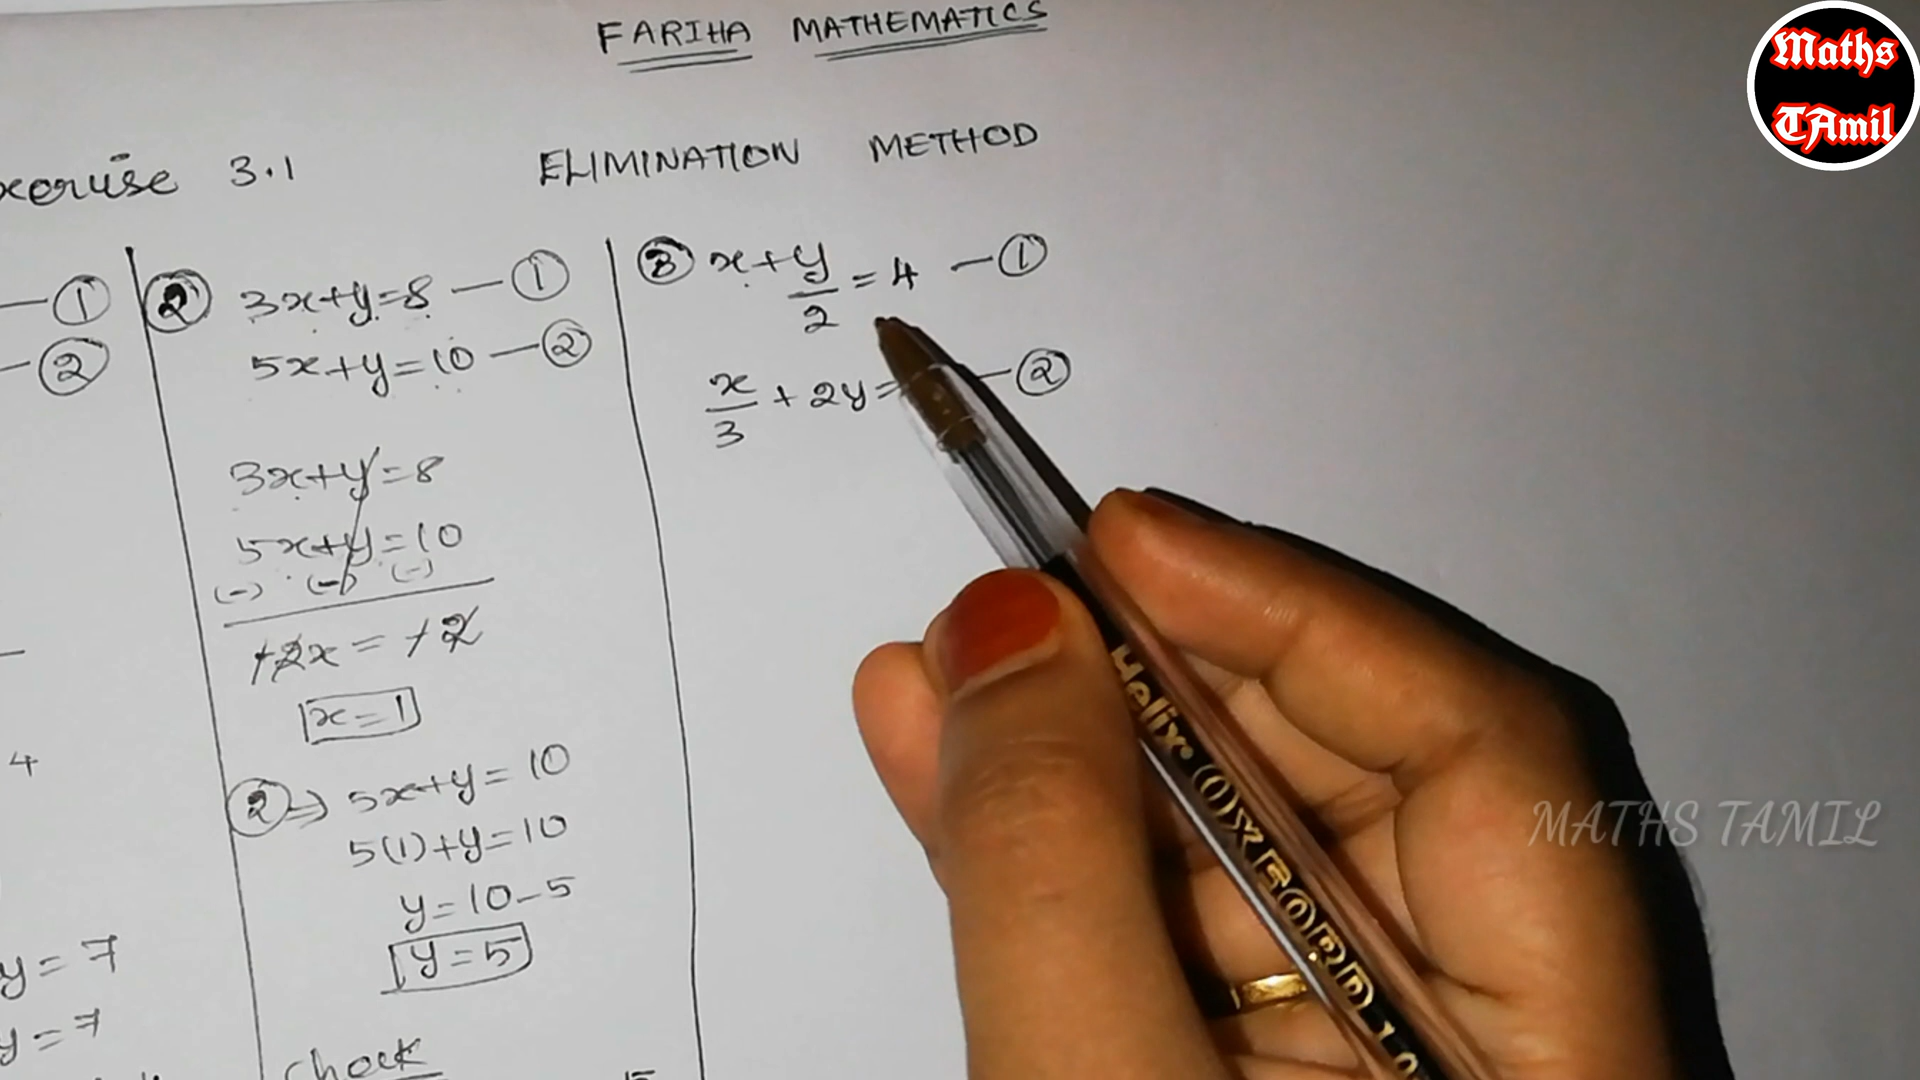 FARIHA MATHEMATICS
Maths
TAmil
3.1 ELIMINATION METHOD
— ①
— ②
4
y = 7
y = 7
② 3x+y=8 — ①
5x+y=10 — ②
3x+y=8
5x+y=10
(-) (-) (-)
+2x = +2
x=1
② ⇒ 5x+y=10
5(1)+y=10
y=10-5
y=5
check
③ x+y/2 = 4 — ①
x/3 + 2y= — ②
Helix OXFORD
MATHS TAMIL